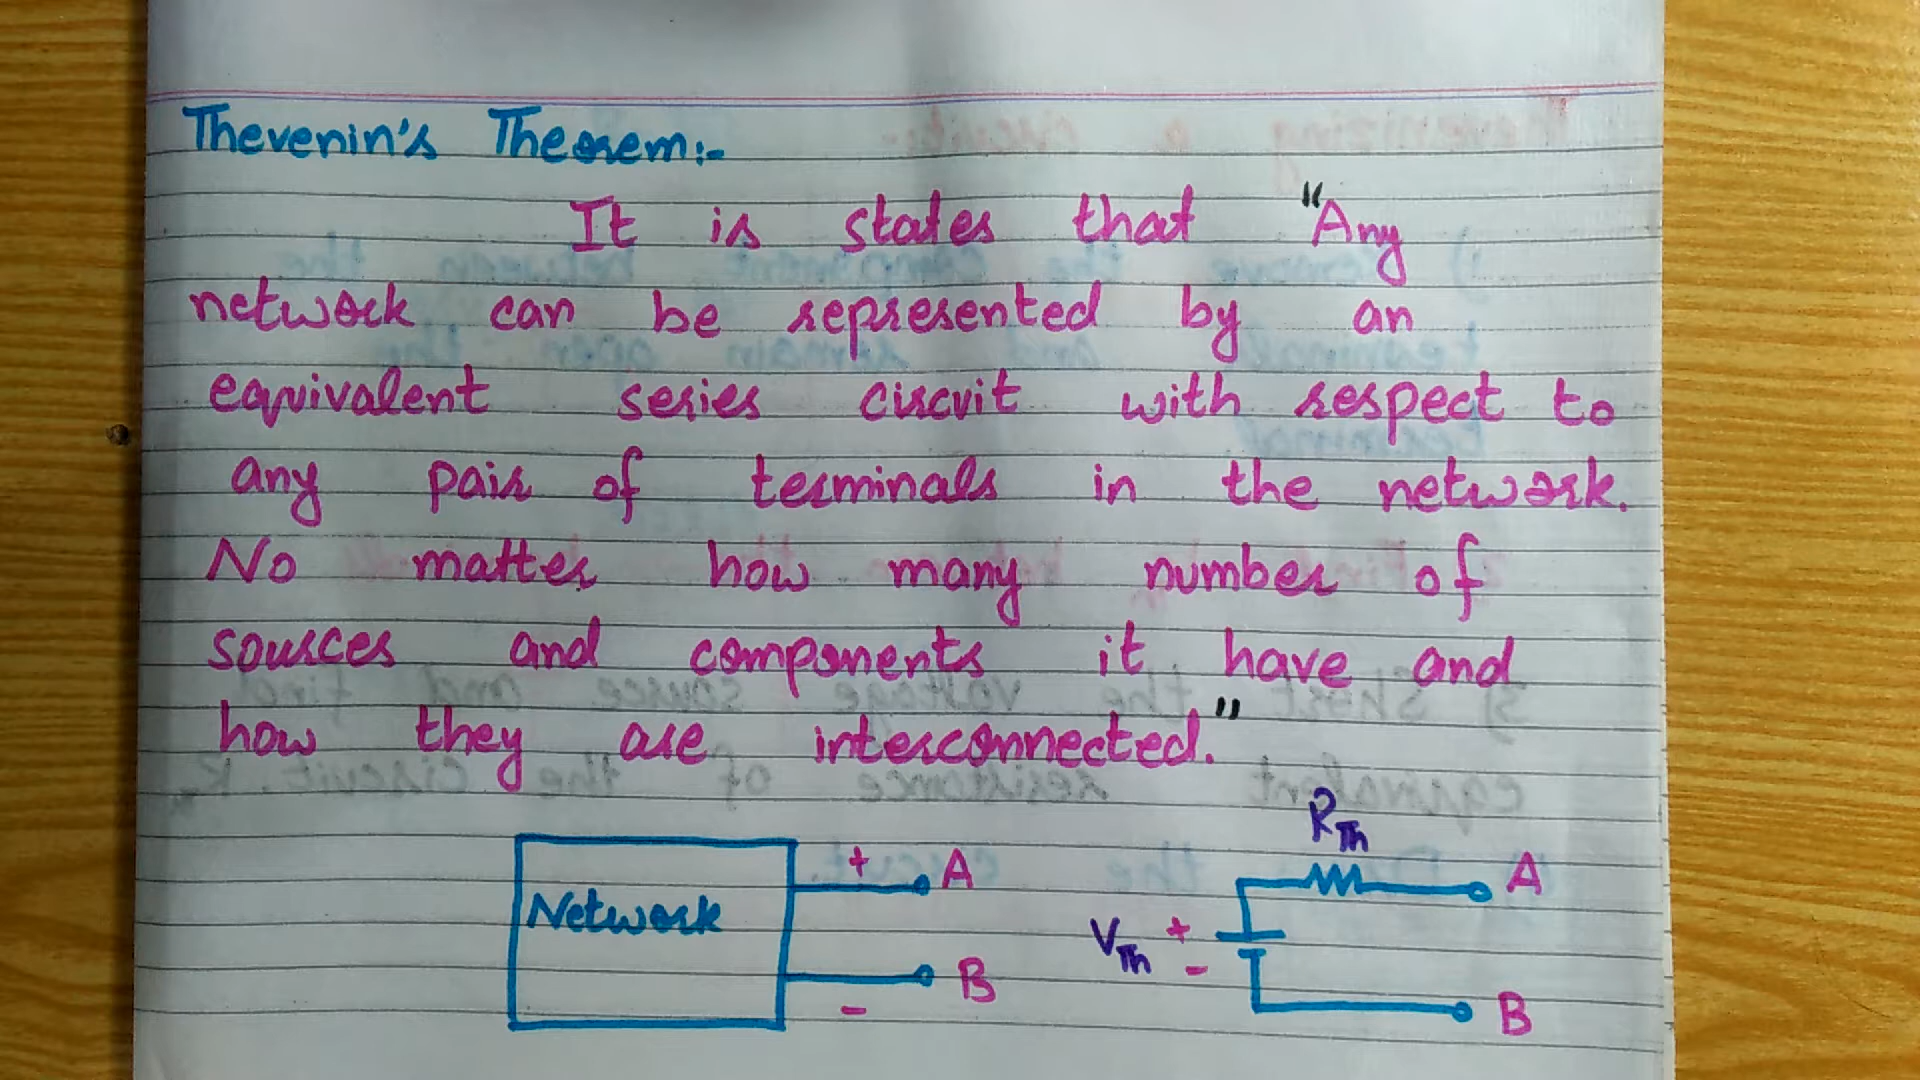 Thevenin's Theorem:-
It is states that "Any
network can be represented by an
equivalent series circuit with respect to
any pair of terminals in the network.
No matter how many number of
sources and components it have and
how they are interconnected."
Network
+ A
- B
RTh
A
VTh + -
B